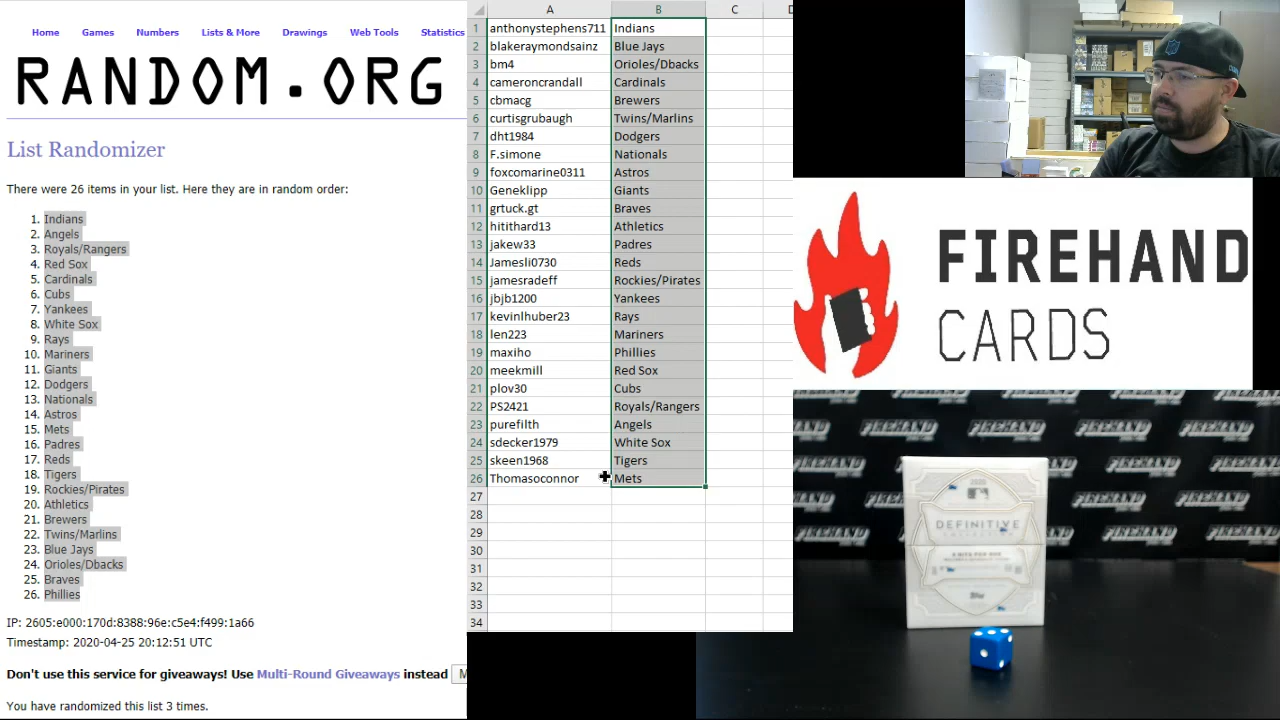 Home Games Numbers Lists & More Drawings Web Tools Statistics
RANDOM.ORG
List Randomizer
There were 26 items in your list. Here they are in random order:
1. Indians
2. Angels
3. Royals/Rangers
4. Red Sox
5. Cardinals
6. Cubs
7. Yankees
8. White Sox
9. Rays
10. Mariners
11. Giants
12. Dodgers
13. Nationals
14. Astros
15. Mets
16. Padres
17. Reds
18. Tigers
19. Rockies/Pirates
20. Athletics
21. Brewers
22. Twins/Marlins
23. Blue Jays
24. Orioles/Dbacks
25. Braves
26. Phillies
IP: 2605:e000:170d:8388:96e:c5e4:f499:1a66
Timestamp: 2020-04-25 20:12:51 UTC
Don't use this service for giveaways! Use Multi-Round Giveaways instead
You have randomized this list 3 times.
A B C D
1 anthonystephens711 Indians
2 blakeraymondsainz Blue Jays
3 bm4 Orioles/Dbacks
4 cameroncrandall Cardinals
5 cbmacg Brewers
6 curtisgrubaugh Twins/Marlins
7 dht1984 Dodgers
8 F.simone Nationals
9 foxcomarine0311 Astros
10 Geneklipp Giants
11 grtuck.gt Braves
12 hitithard13 Athletics
13 jakew33 Padres
14 Jamesli0730 Reds
15 jamesradeff Rockies/Pirates
16 jbjb1200 Yankees
17 kevinlhuber23 Rays
18 len223 Mariners
19 maxiho Phillies
20 meekmill Red Sox
21 plov30 Cubs
22 PS2421 Royals/Rangers
23 purefilth Angels
24 sdecker1979 White Sox
25 skeen1968 Tigers
26 Thomasoconnor Mets
27
28
29
30
31
32
33
34
FIREHAND
CARDS
FIREHAND
2020
DEFINITIVE
COLLECTION
topps